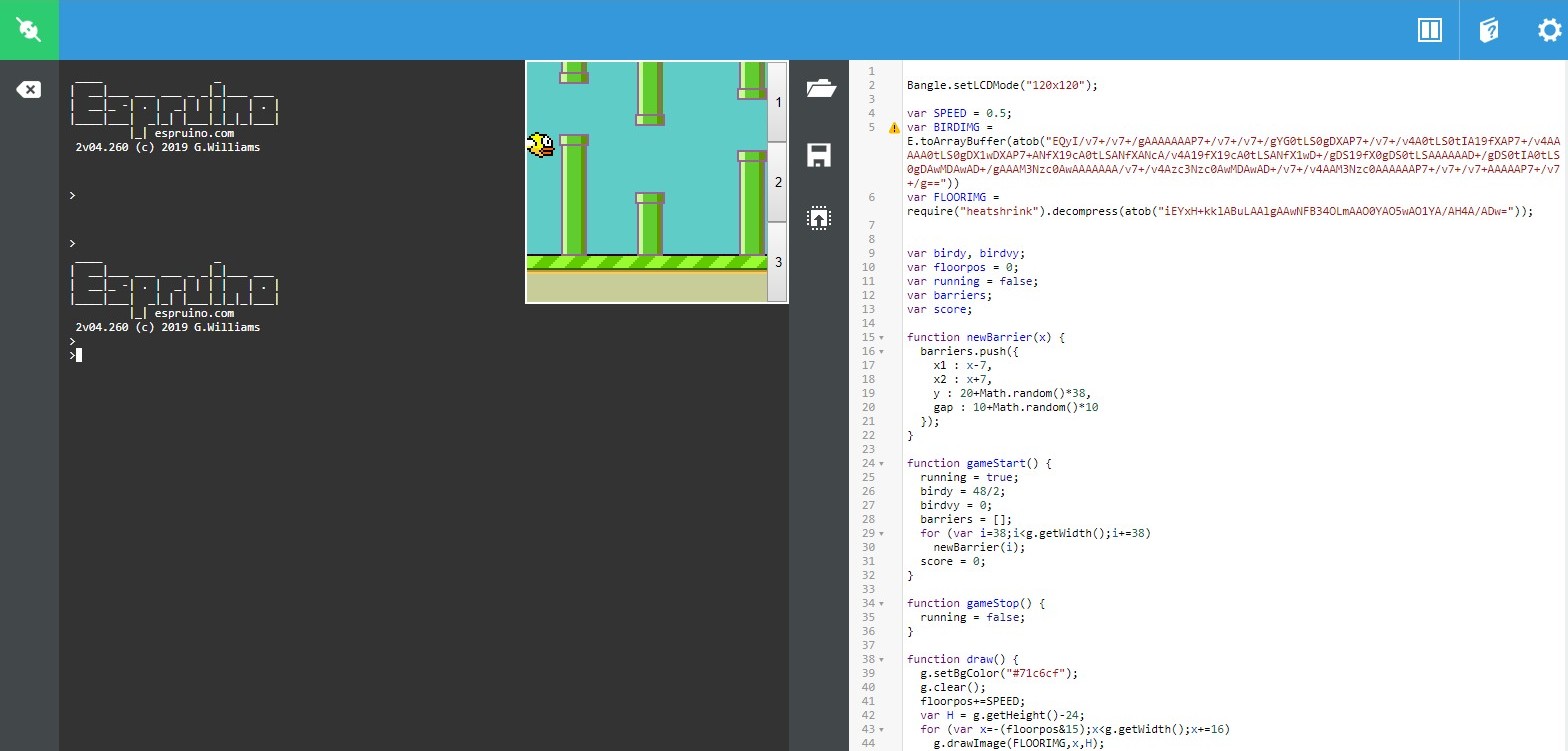 Espruino
espruino.com
2v04.260 (c) 2019 G.Williams
>
>
Espruino
espruino.com
2v04.260 (c) 2019 G.Williams
>
>
1
2
3
1
2 Bangle.setLCDMode("120x120");
3
4 var SPEED = 0.5;
5 var BIRDIMG =
E.toArrayBuffer(atob("EQyI/v7+/v7+/gAAAAAAAP7+/v7+/v7+/gYG0tLS0gDXAP7+/v7+/v4A0tLS0tIA19fXAP7+/v4AAA
AAA0tLS0gDX1wDXAP7+ANfX19cA0tLSANfXANcA/v4A19fX19cA0tLSANfX1wD+/gDS19fX0gDS0tLSAAAAAAD+/gDS0tIA0tLS
0gDAwMDAwAD+/gAAAM3Nzc0AwAAAAAAA/v7+/v4Azc3Nzc0AwMDAwAD+/v7+/v4AAM3Nzc0AAAAAAP7+/v7+/v7+AAAAAP7+/v7
+/g=="))
6 var FLOORIMG =
require("heatshrink").decompress(atob("iEYxH+kklABuLAAlgAAwNFB34OLmAAO0YAO5wAO1YA/AH4A/ADw="));
7
8
9 var birdy, birdvy;
10 var floorpos = 0;
11 var running = false;
12 var barriers;
13 var score;
14
15 function newBarrier(x) {
16 barriers.push({
17 x1 : x-7,
18 x2 : x+7,
19 y : 20+Math.random()*38,
20 gap : 10+Math.random()*10
21 });
22 }
23
24 function gameStart() {
25 running = true;
26 birdy = 48/2;
27 birdvy = 0;
28 barriers = [];
29 for (var i=38;i<g.getWidth();i+=38)
30 newBarrier(i);
31 score = 0;
32 }
33
34 function gameStop() {
35 running = false;
36 }
37
38 function draw() {
39 g.setBgColor("#71c6cf");
40 g.clear();
41 floorpos+=SPEED;
42 var H = g.getHeight()-24;
43 for (var x=-(floorpos&15);x<g.getWidth();x+=16)
44 g.drawImage(FLOORIMG,x,H);